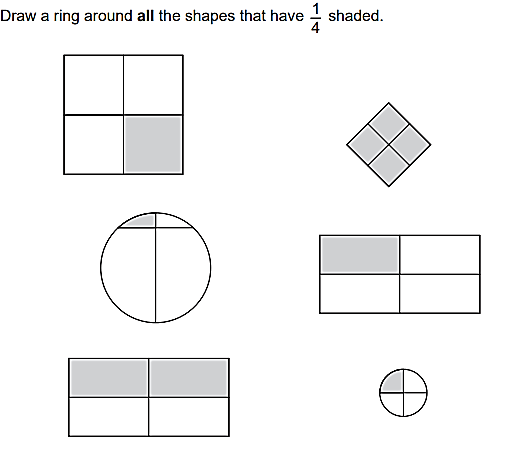 Draw a ring around all the shapes that have 1/4 shaded.